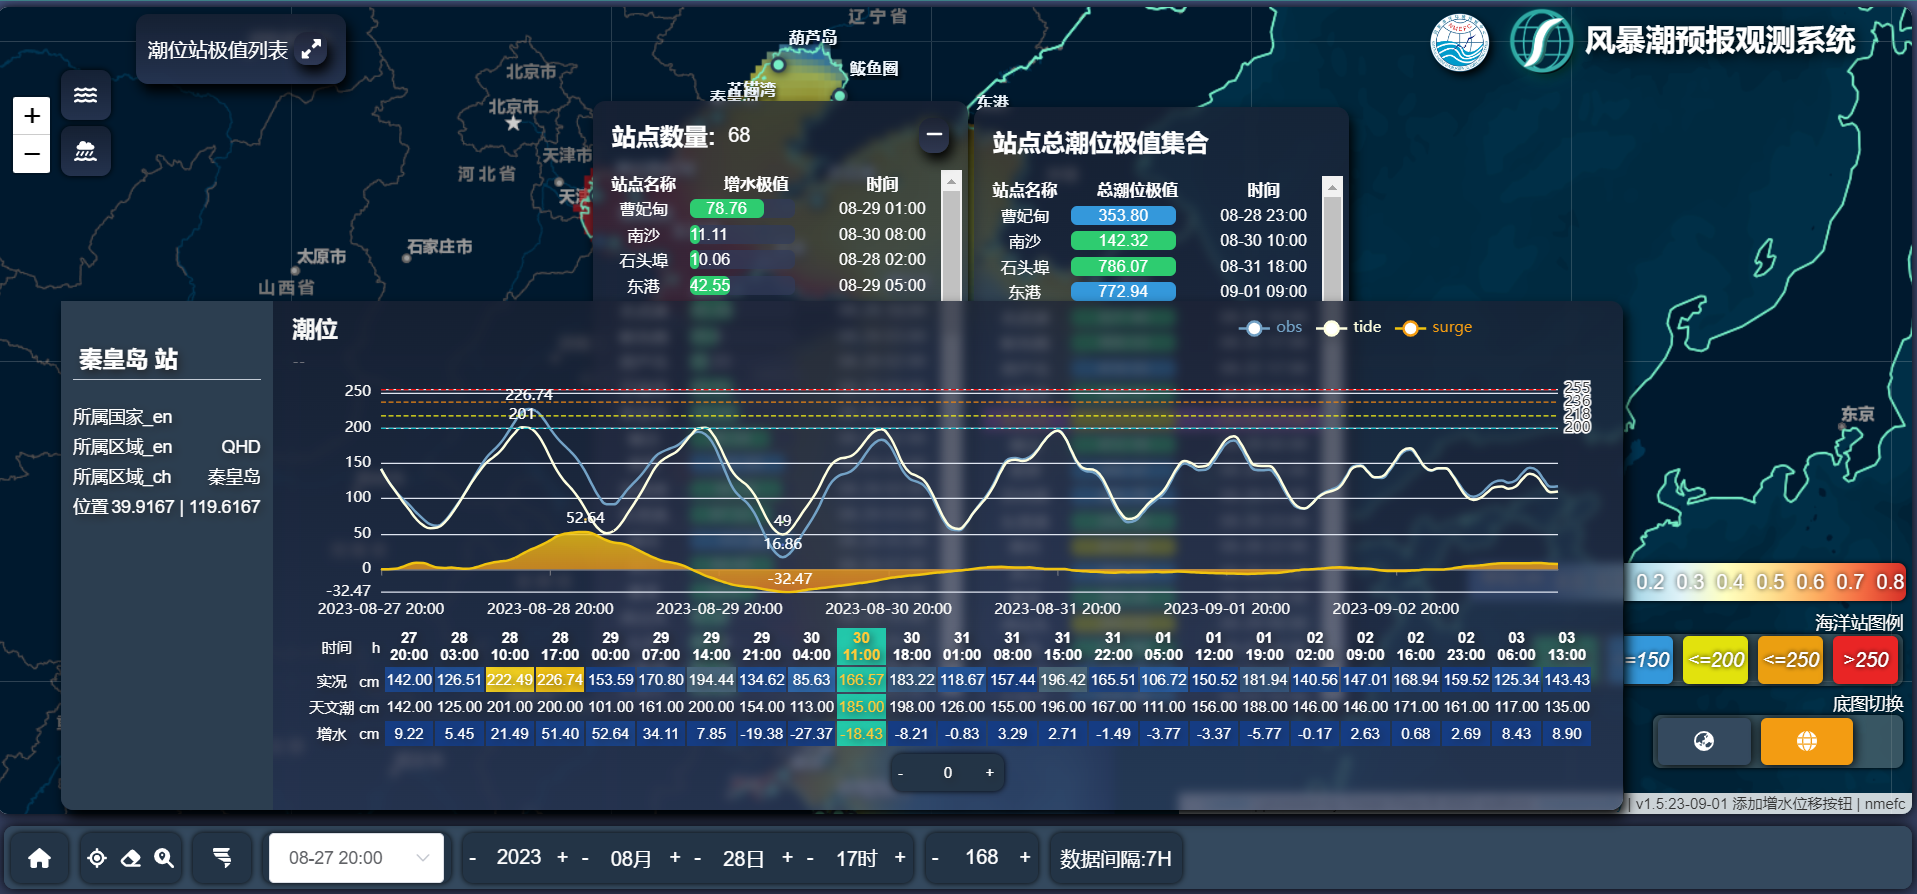 潮位站极值列表
风暴潮预报观测系统
辽宁省
葫芦岛
鲅鱼圈
东港
北京市
北京市
天津市
河北省
石家庄市
太原市
山西省
东京
+
−
站点数量: 68
站点名称 增水极值 时间
曹妃甸 78.76 08-29 01:00
南沙 11.11 08-30 08:00
石头埠 10.06 08-28 02:00
东港 42.55 08-29 05:00
站点总潮位极值集合
站点名称 总潮位极值 时间
曹妃甸 353.80 08-28 23:00
南沙 142.32 08-30 10:00
石头埠 786.07 08-31 18:00
东港 772.94 09-01 09:00
秦皇岛 站
所属国家_en
所属区域_en QHD
所属区域_ch 秦皇岛
位置 39.9167 | 119.6167
潮位
--
obs tide surge
250
200
150
100
50
0
-32.47
255
236
218
200
226.74
201
52.64
49
16.86
-32.47
2023-08-27 20:00 2023-08-28 20:00 2023-08-29 20:00 2023-08-30 20:00 2023-08-31 20:00 2023-09-01 20:00 2023-09-02 20:00
时间 h 27 20:00 28 03:00 28 10:00 28 17:00 29 00:00 29 07:00 29 14:00 29 21:00 30 04:00 30 11:00 30 18:00 31 01:00 31 08:00 31 15:00 31 22:00 01 05:00 01 12:00 01 19:00 02 02:00 02 09:00 02 16:00 02 23:00 03 06:00 03 13:00
实况 cm 142.00 126.51 222.49 226.74 153.59 170.80 194.44 134.62 85.63 166.57 183.22 118.67 157.44 196.42 165.51 106.72 150.52 181.94 140.56 147.01 168.94 159.52 125.34 143.43
天文潮 cm 142.00 125.00 201.00 200.00 101.00 161.00 200.00 154.00 113.00 185.00 198.00 126.00 155.00 196.00 167.00 111.00 156.00 188.00 146.00 146.00 171.00 161.00 117.00 135.00
增水 cm 9.22 5.45 21.49 51.40 52.64 34.11 7.85 -19.38 -27.37 -18.43 -8.21 -0.83 3.29 2.71 -1.49 -3.77 -3.37 -5.77 -0.17 2.63 0.68 2.69 8.43 8.90
- 0 +
0.2 0.3 0.4 0.5 0.6 0.7 0.8
海洋站图例
=150 <=200 <=250 >250
底图切换
| v1.5:23-09-01 添加增水位移按钮 | nmefc
08-27 20:00 - 2023 + - 08月 + - 28日 + - 17时 + - 168 + 数据间隔:7H